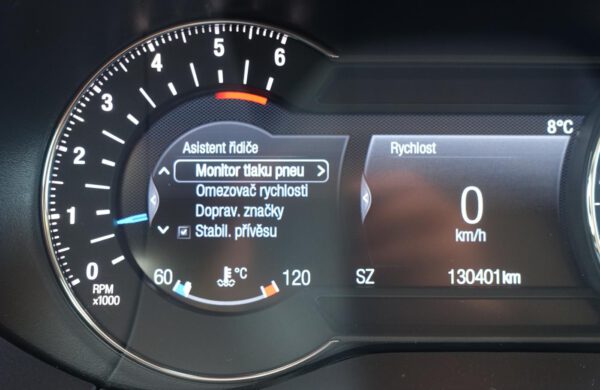 6
5
4
3
2
1
0
RPM
x1000
8°C
Asistent řidiče
Monitor tlaku pneu
Omezovač rychlosti
Doprav. značky
Stabil. přívěsu
60 °C 120
Rychlost
0
km/h
SZ 130401km